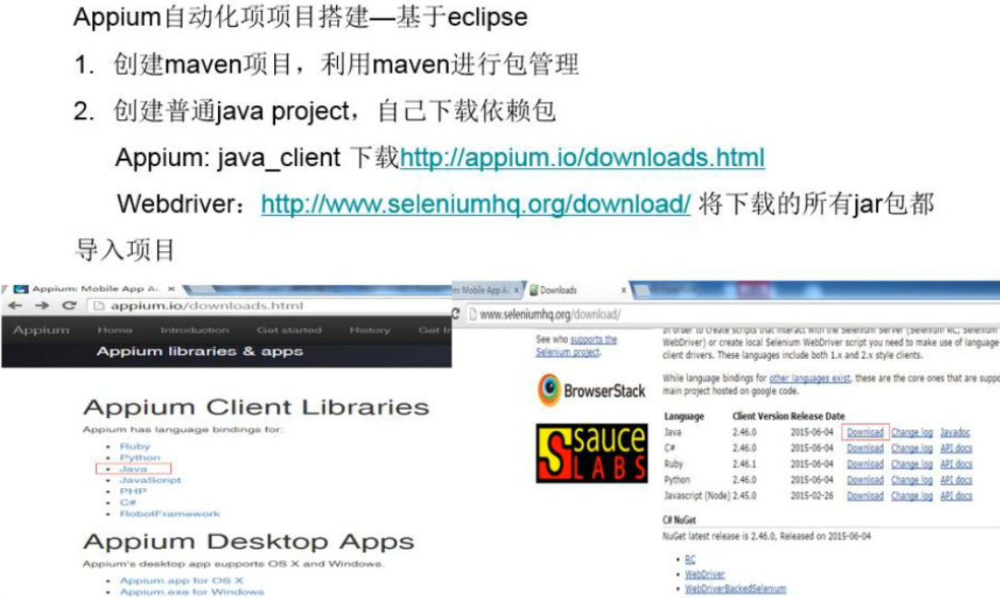 Appium自动化项项目搭建—基于eclipse
1. 创建maven项目，利用maven进行包管理
2. 创建普通java project，自己下载依赖包
Appium: java_client 下载http://appium.io/downloads.html
Webdriver：http://www.seleniumhq.org/download/ 将下载的所有jar包都
导入项目
Appium: Mobile App A
appium.io/downloads.html
Appium Home Introduction Get started History Get
Appium libraries & apps
Appium Client Libraries
Appium has language bindings for:
Ruby
Python
Java
JavaScript
PHP
C#
RobotFramework
Appium Desktop Apps
Appium's desktop app supports OS X and Windows.
Appium.app for OS X
Appium.exe for Windows
Mobile App A Downloads
www.seleniumhq.org/download/
See who supports the
Selenium project.
BrowserStack
SAUCE
LABS
In order to create scripts that interact with the Selenium Server (Selenium RC, Selenium
WebDriver) or create local Selenium WebDriver script you need to make use of language-
client drivers. These languages include both 1.x and 2.x style clients.
While language bindings for other languages exist, these are the core ones that are suppo
main project hosted on google code.
Language Client Version Release Date
Java 2.46.0 2015-06-04 Download Change log Javadoc
C# 2.46.0 2015-06-04 Download Change log API docs
Ruby 2.46.1 2015-06-04 Download Change log API docs
Python 2.46.0 2015-06-04 Download Change log API docs
Javascript (Node) 2.45.0 2015-02-26 Download Change log API docs
C# NuGet
NuGet latest release is 2.46.0, Released on 2015-06-04
RC
WebDriver
WebDriverBackedSelenium